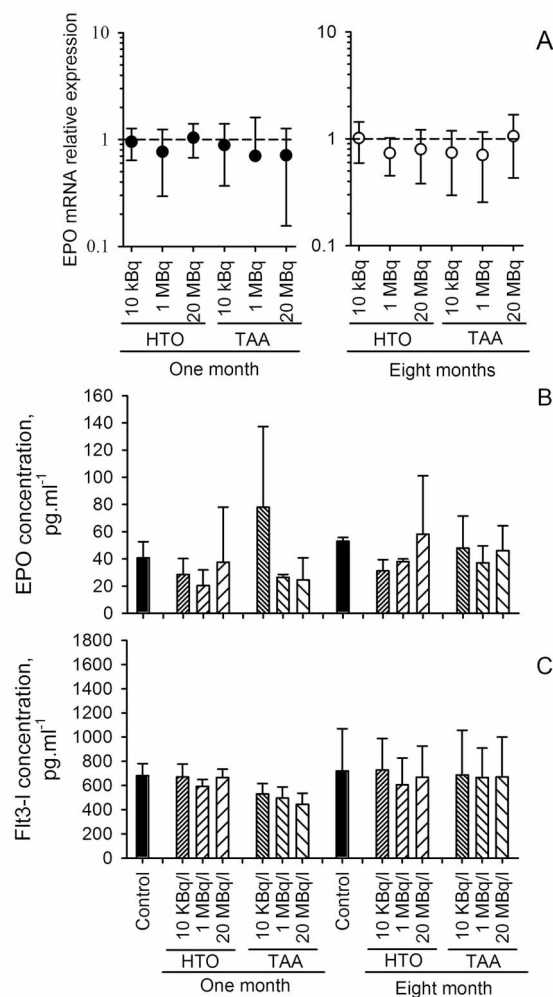 A
EPO mRNA relative expression
10
1
0.1
10 kBq
1 MBq
20 MBq
10 kBq
1 MBq
20 MBq
HTO
TAA
One month
10
1
0.1
10 kBq
1 MBq
20 MBq
10 kBq
1 MBq
20 MBq
HTO
TAA
Eight months
B
EPO concentration,
pg.ml-1
160
140
120
100
80
60
40
20
0
C
Flt3-l concentration,
pg.ml-1
1800
1600
1400
1200
1000
800
600
400
200
0
Control
10 KBq/l
1 MBq/l
20 MBq/l
10 KBq/l
1 MBq/l
20 MBq/l
Control
10 KBq/l
1 MBq/l
20 MBq/l
10 KBq/l
1 MBq/l
20 MBq/l
HTO
TAA
HTO
TAA
One month
Eight month